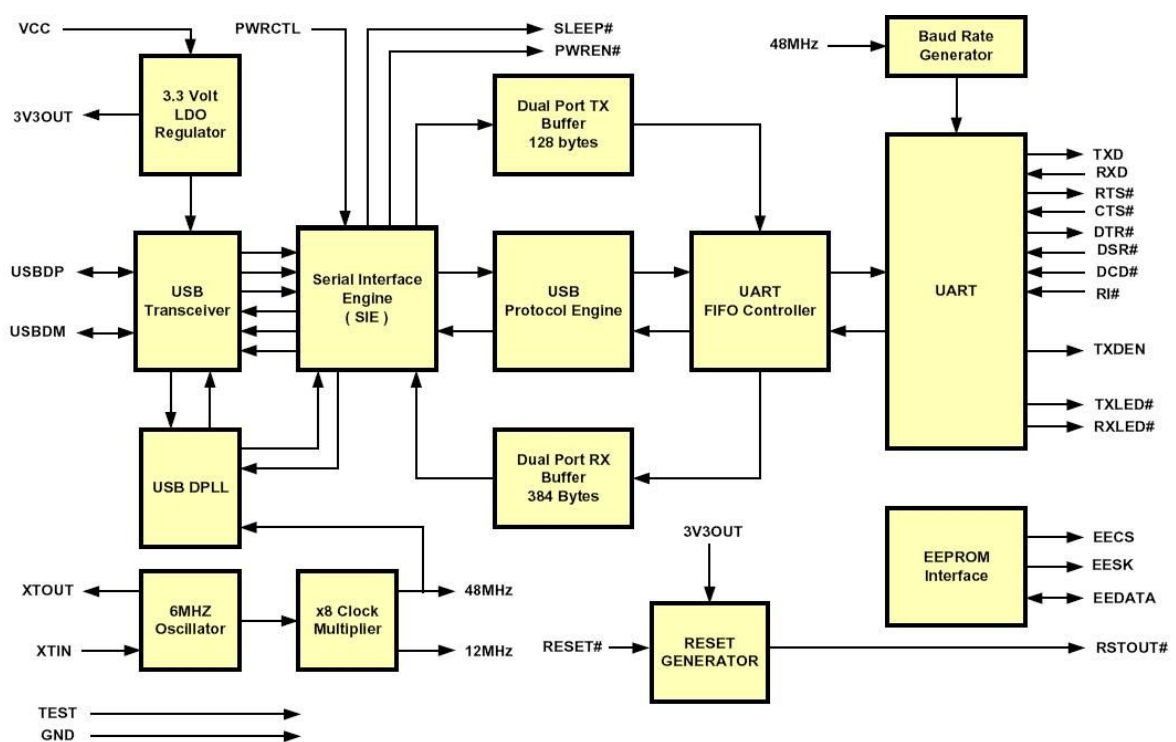 VCC
PWRCTL
SLEEP#
PWREN#
48MHz
Baud Rate
Generator
3V3OUT
3.3 Volt
LDO
Regulator
Dual Port TX
Buffer
128 bytes
TXD
RXD
RTS#
CTS#
DTR#
DSR#
DCD#
RI#
TXDEN
TXLED#
RXLED#
USBDP
USBDM
USB
Transceiver
Serial Interface
Engine
( SIE )
USB
Protocol Engine
UART
FIFO Controller
UART
USB DPLL
Dual Port RX
Buffer
384 Bytes
3V3OUT
EEPROM
Interface
EECS
EESK
EEDATA
XTOUT
XTIN
6MHZ
Oscillator
x8 Clock
Multiplier
48MHz
12MHz
RESET#
RESET
GENERATOR
RSTOUT#
TEST
GND